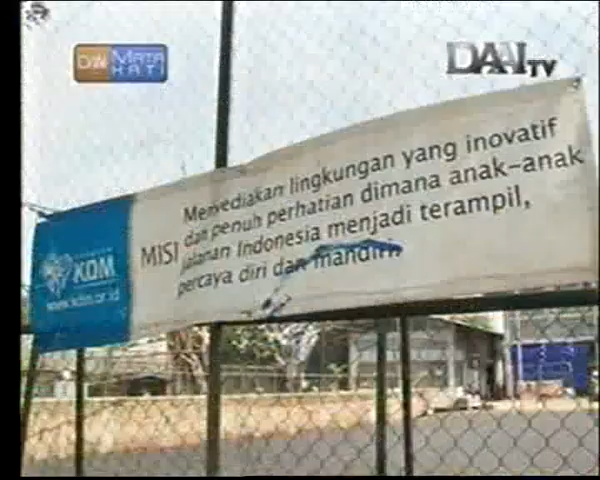 DAAI MATA HATI
DAAI TV
MISI
Menyediakan lingkungan yang inovatif
dan penuh perhatian dimana anak-anak
jalanan Indonesia menjadi terampil,
percaya diri dan mandiri.
KDM
www.kdm.or.id